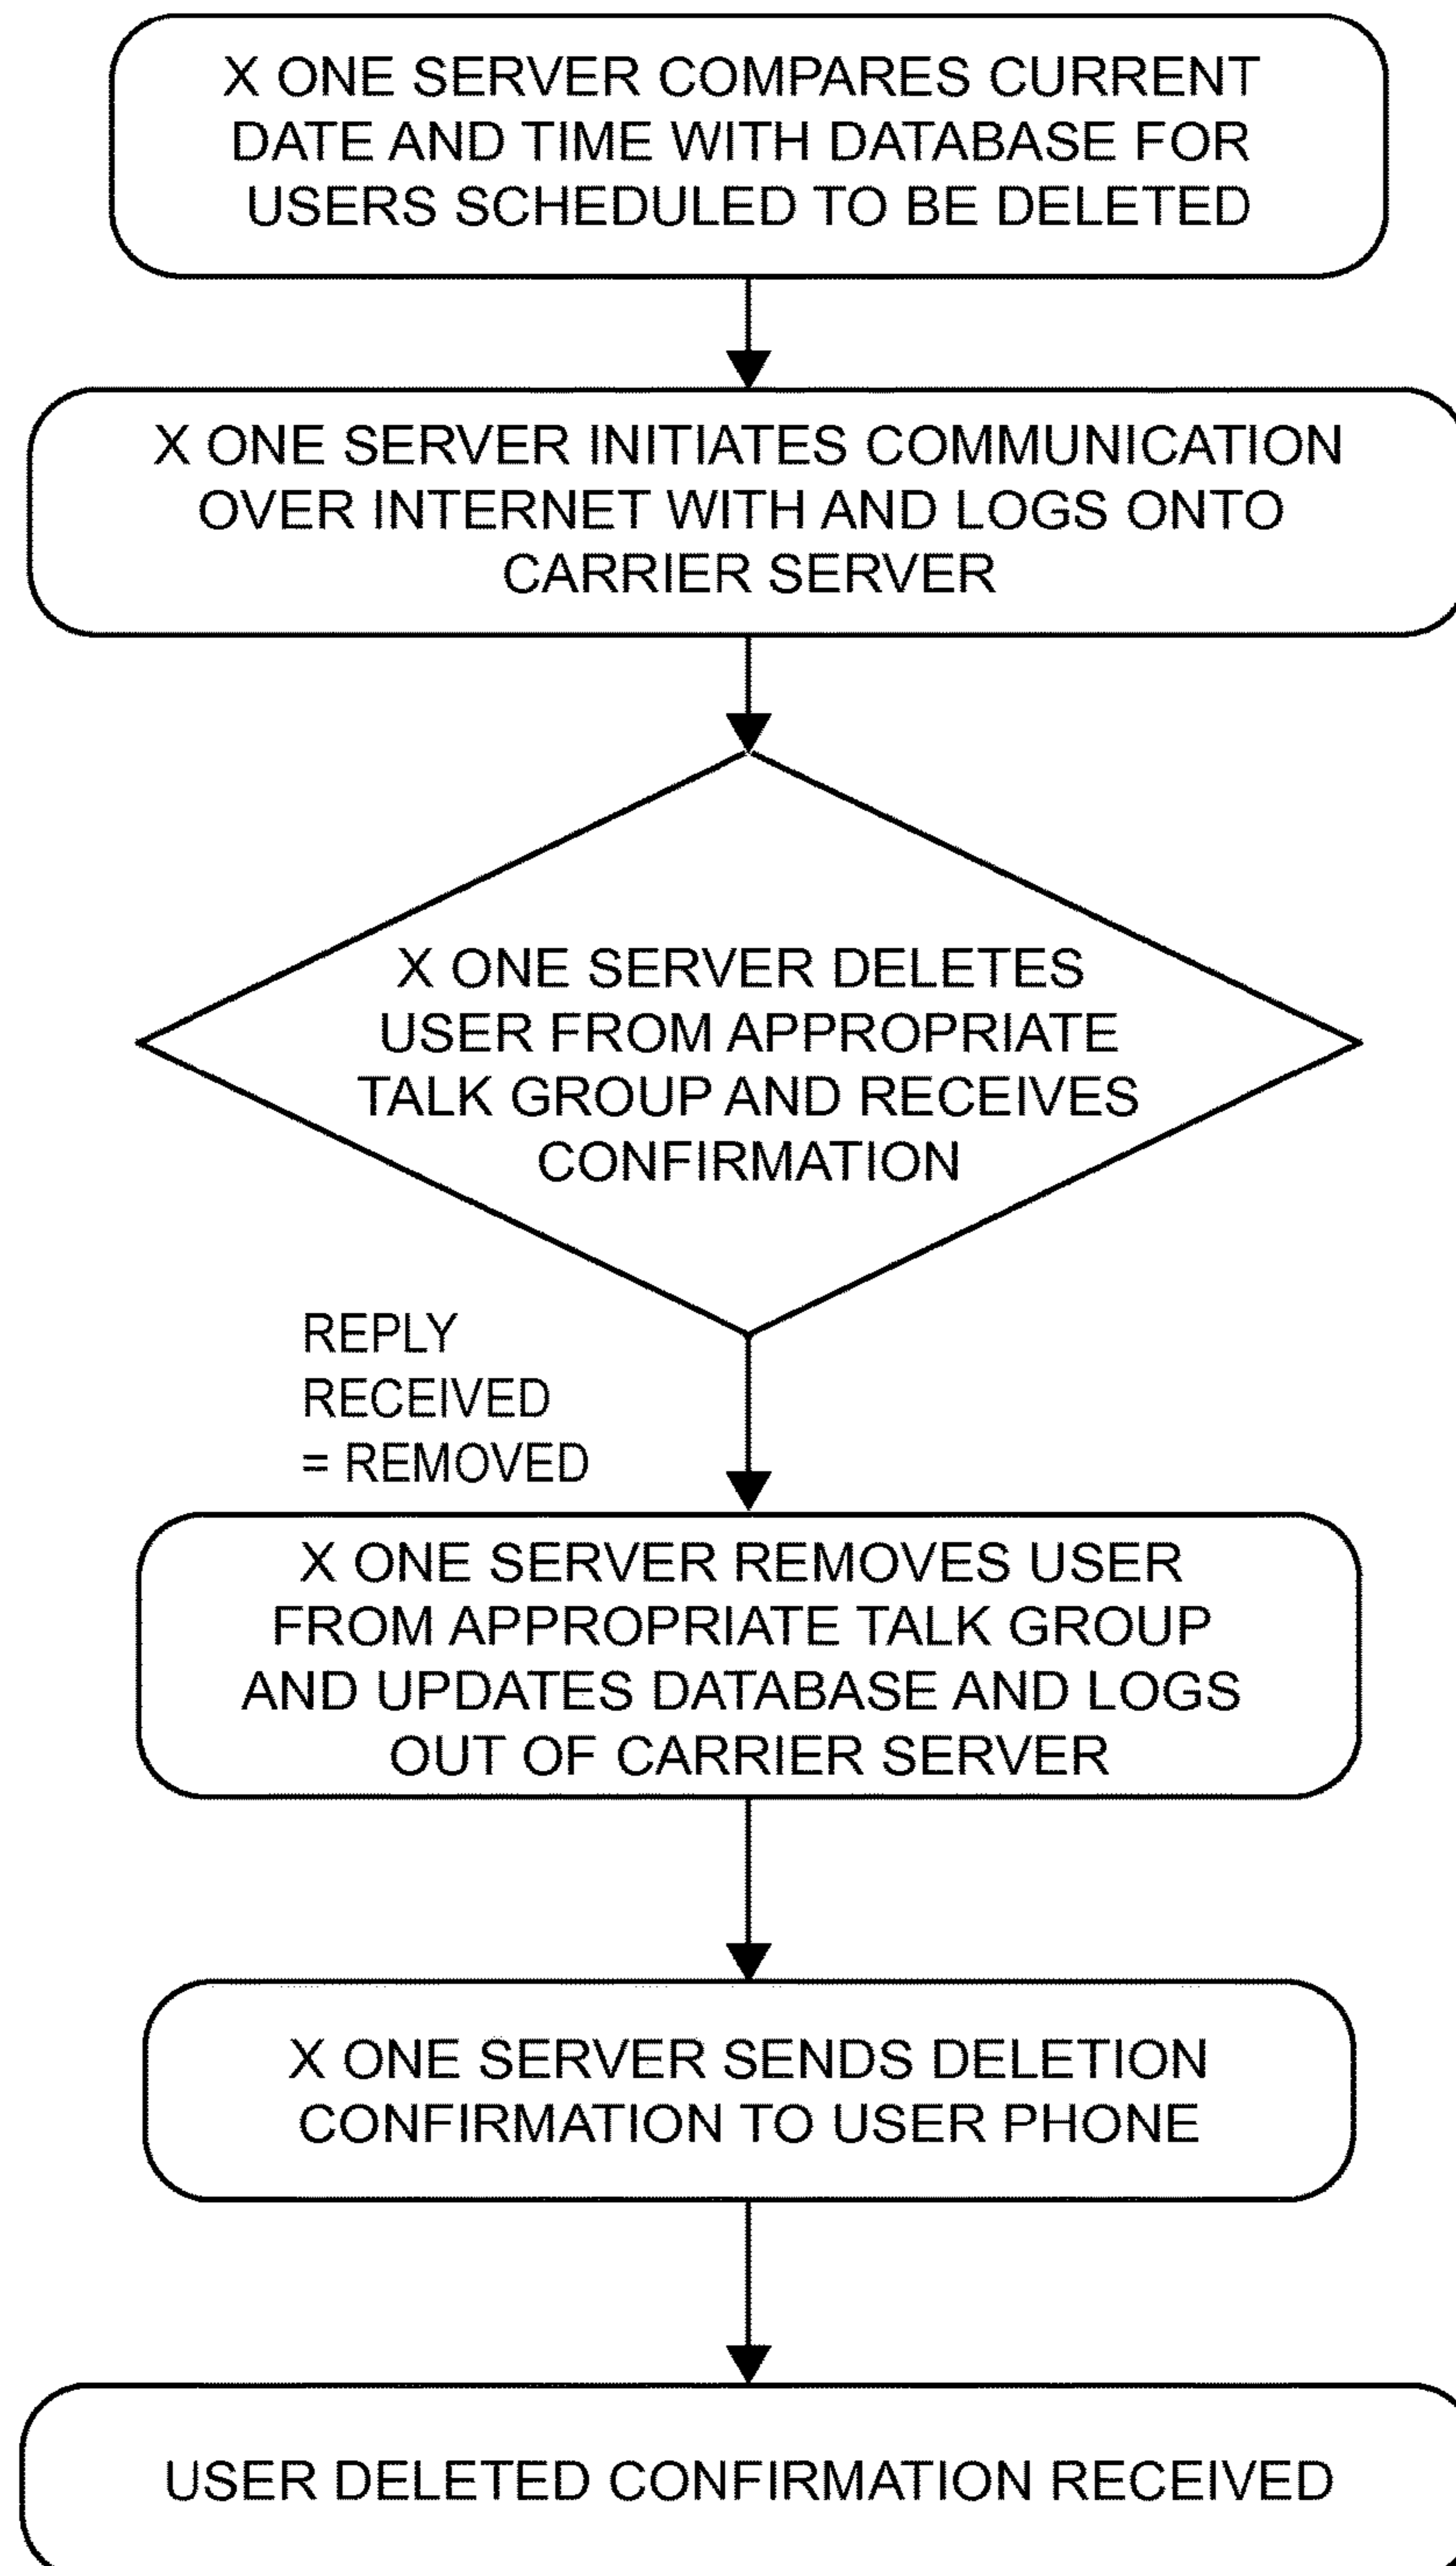 X ONE SERVER COMPARES CURRENT
DATE AND TIME WITH DATABASE FOR
USERS SCHEDULED TO BE DELETED
X ONE SERVER INITIATES COMMUNICATION
OVER INTERNET WITH AND LOGS ONTO
CARRIER SERVER
X ONE SERVER DELETES
USER FROM APPROPRIATE
TALK GROUP AND RECEIVES
CONFIRMATION
REPLY
RECEIVED
= REMOVED
X ONE SERVER REMOVES USER
FROM APPROPRIATE TALK GROUP
AND UPDATES DATABASE AND LOGS
OUT OF CARRIER SERVER
X ONE SERVER SENDS DELETION
CONFIRMATION TO USER PHONE
USER DELETED CONFIRMATION RECEIVED